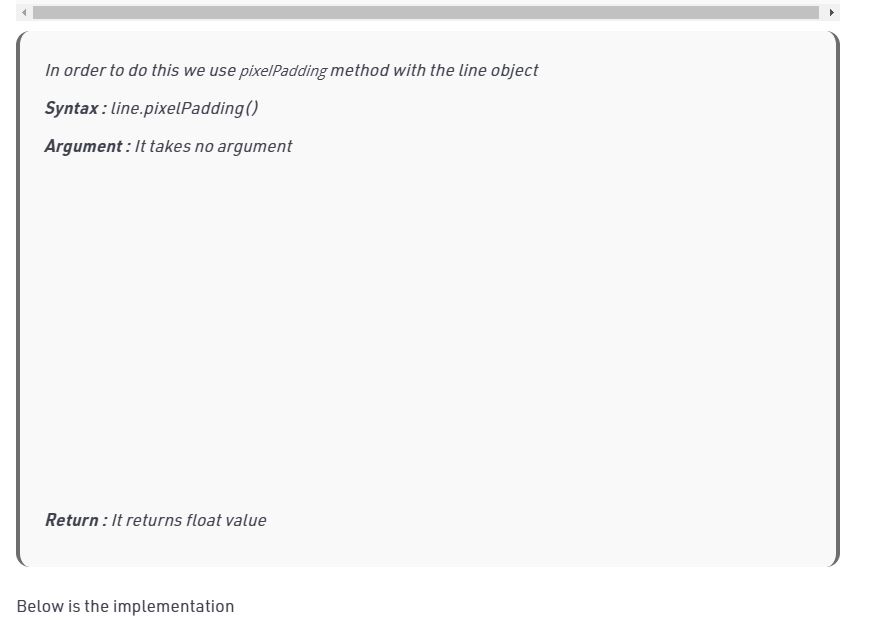 In order to do this we use pixelPadding method with the line object
Syntax : line.pixelPadding()
Argument : It takes no argument
Return : It returns float value
Below is the implementation